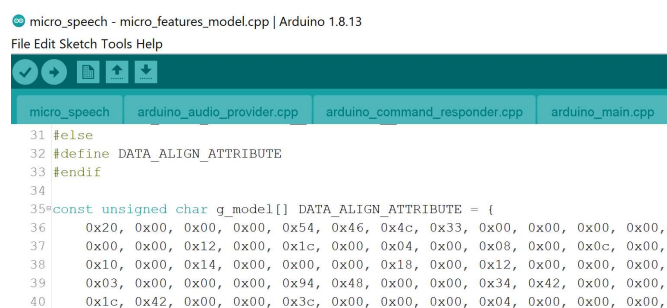 micro_speech - micro_features_model.cpp | Arduino 1.8.13
File Edit Sketch Tools Help
micro_speech arduino_audio_provider.cpp arduino_command_responder.cpp arduino_main.cpp
31 #else
32 #define DATA_ALIGN_ATTRIBUTE
33 #endif
34
35 const unsigned char g_model[] DATA_ALIGN_ATTRIBUTE = {
36 0x20, 0x00, 0x00, 0x00, 0x54, 0x46, 0x4c, 0x33, 0x00, 0x00, 0x00, 0x00,
37 0x00, 0x00, 0x12, 0x00, 0x1c, 0x00, 0x04, 0x00, 0x08, 0x00, 0x0c, 0x00,
38 0x10, 0x00, 0x14, 0x00, 0x00, 0x00, 0x18, 0x00, 0x12, 0x00, 0x00, 0x00,
39 0x03, 0x00, 0x00, 0x00, 0x94, 0x48, 0x00, 0x00, 0x34, 0x42, 0x00, 0x00,
40 0x1c, 0x42, 0x00, 0x00, 0x3c, 0x00, 0x00, 0x00, 0x04, 0x00, 0x00, 0x00,